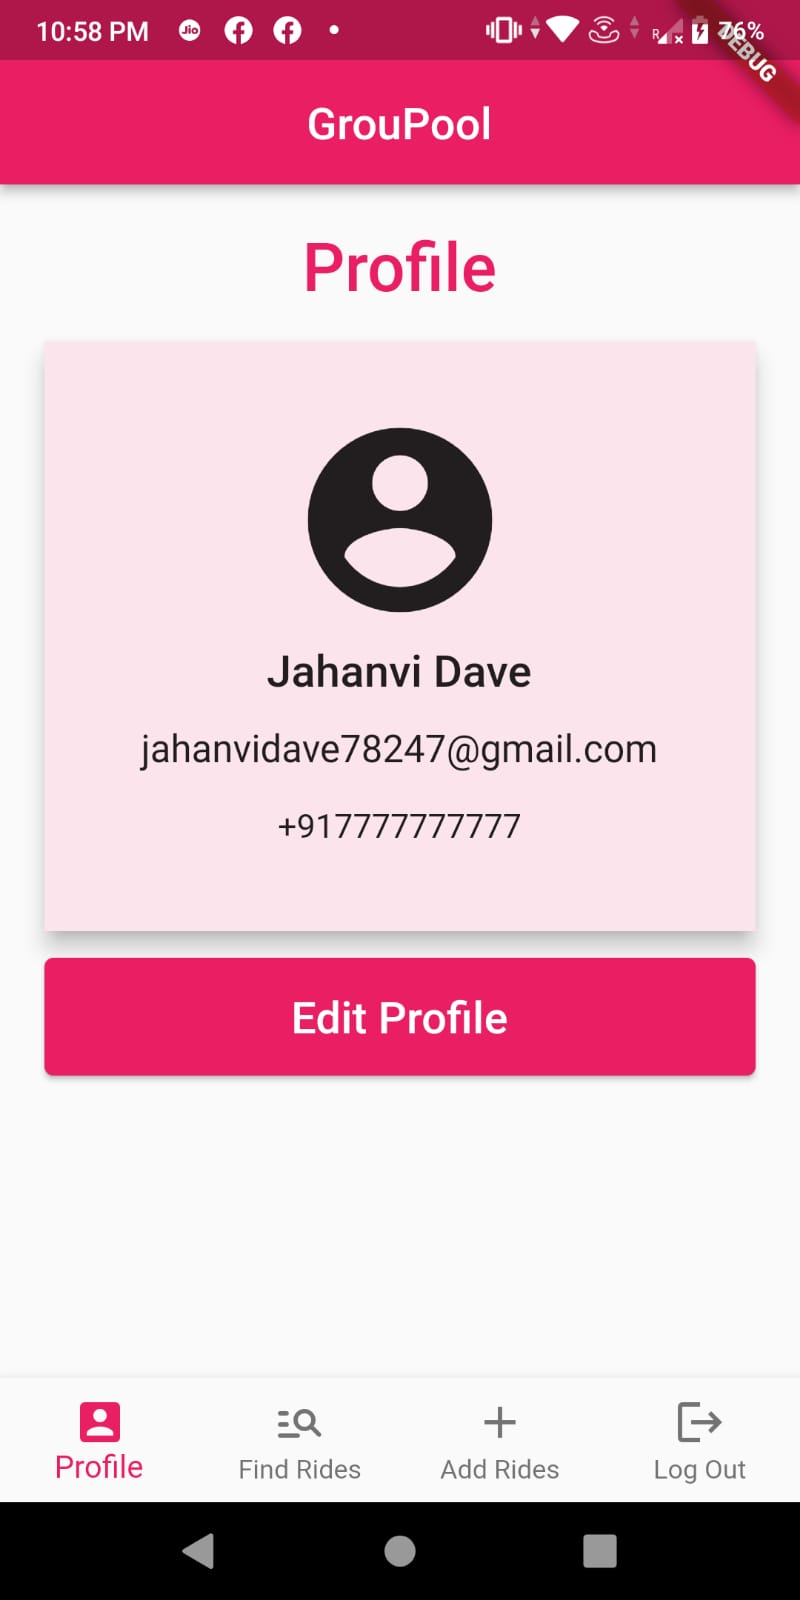 10:58 PM Jio R 76%
DEBUG
GrouPool
Profile
Jahanvi Dave
jahanvidave78247@gmail.com
+917777777777
Edit Profile
Profile Find Rides Add Rides Log Out